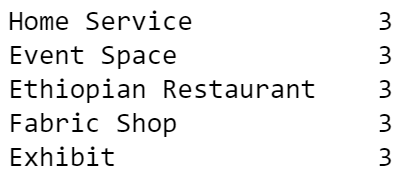 Home Service 3
Event Space 3
Ethiopian Restaurant 3
Fabric Shop 3
Exhibit 3